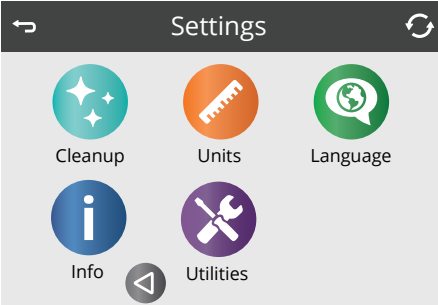 Settings
Cleanup
Units
Language
Info
Utilities